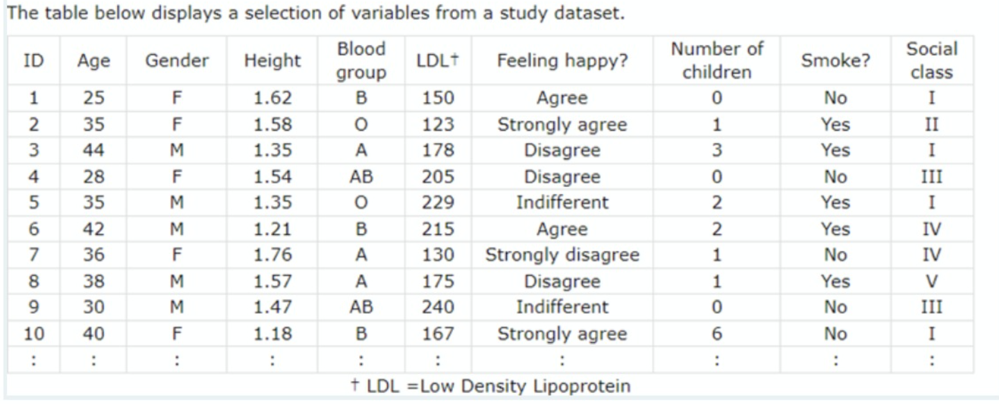 The table below displays a selection of variables from a study dataset.
ID Age Gender Height Blood group LDL† Feeling happy? Number of children Smoke? Social class
1 25 F 1.62 B 150 Agree 0 No I
2 35 F 1.58 O 123 Strongly agree 1 Yes II
3 44 M 1.35 A 178 Disagree 3 Yes I
4 28 F 1.54 AB 205 Disagree 0 No III
5 35 M 1.35 O 229 Indifferent 2 Yes I
6 42 M 1.21 B 215 Agree 2 Yes IV
7 36 F 1.76 A 130 Strongly disagree 1 No IV
8 38 M 1.57 A 175 Disagree 1 Yes V
9 30 M 1.47 AB 240 Indifferent 0 No III
10 40 F 1.18 B 167 Strongly agree 6 No I
: : : : : : : : : :
† LDL =Low Density Lipoprotein